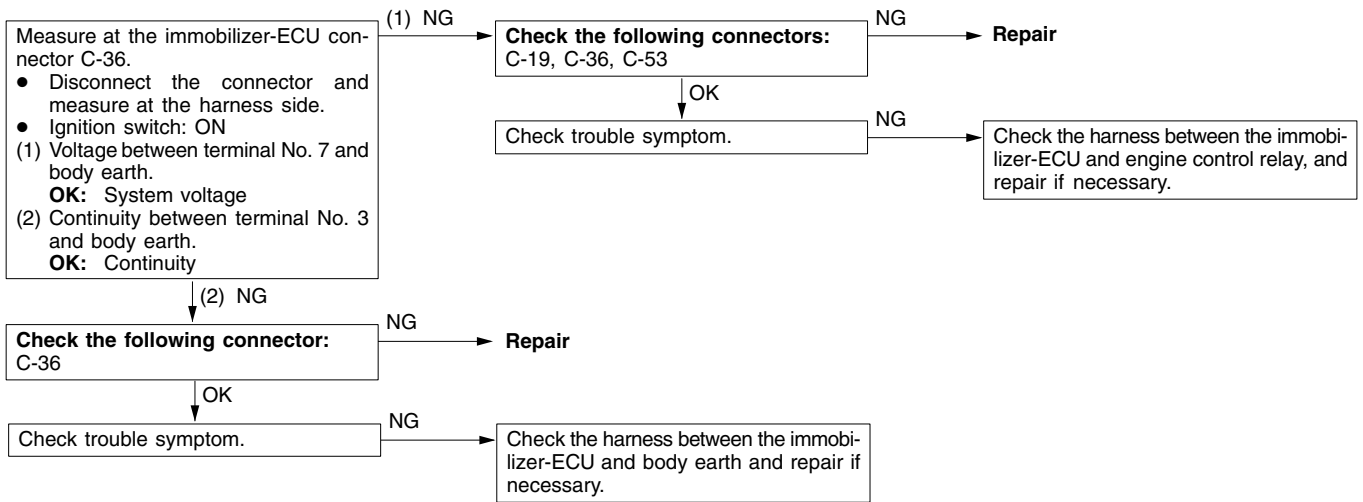 Measure at the immobilizer-ECU con-
nector C-36.
● Disconnect the connector and
measure at the harness side.
● Ignition switch: ON
(1) Voltage between terminal No. 7 and
body earth.
OK: System voltage
(2) Continuity between terminal No. 3
and body earth.
OK: Continuity
(1) NG
Check the following connectors:
C-19, C-36, C-53
NG
Repair
OK
Check trouble symptom.
NG
Check the harness between the immobi-
lizer-ECU and engine control relay, and
repair if necessary.
(2) NG
Check the following connector:
C-36
NG
Repair
OK
Check trouble symptom.
NG
Check the harness between the immobi-
lizer-ECU and body earth and repair if
necessary.